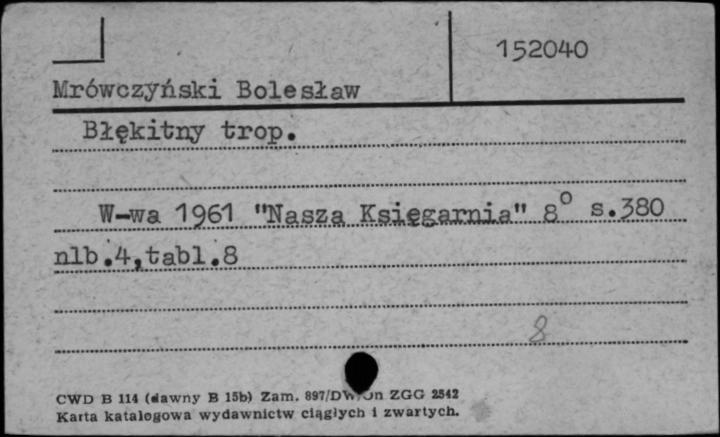 152040
Mrówczyński Bolesław
Błękitny trop.
W-wa 1961 "Nasza Księgarnia" 8° s.380
nlb.4,tabl.8
8
CWD B 114 (dawny B 15b) Zam. 897/DW/Jn ZGG 2542
Karta katalogowa wydawnictw ciągłych i zwartych.